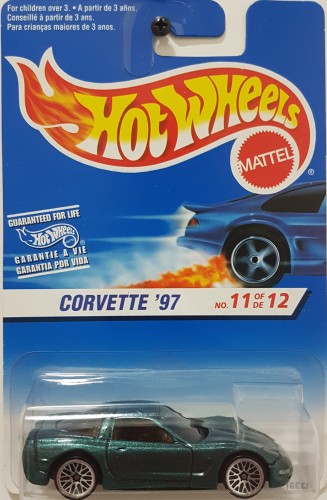 For children over 3. • A partir de 3 años.
Conseillé à partir de 3 ans.
Para crianças maiores de 3 anos.
Hot Wheels
MATTEL
®
GUARANTEED FOR LIFE
Hot Wheels
GARANTIE A VIE
GARANTIA POR VIDA
CORVETTE '97
NO. 11 OF DE 12